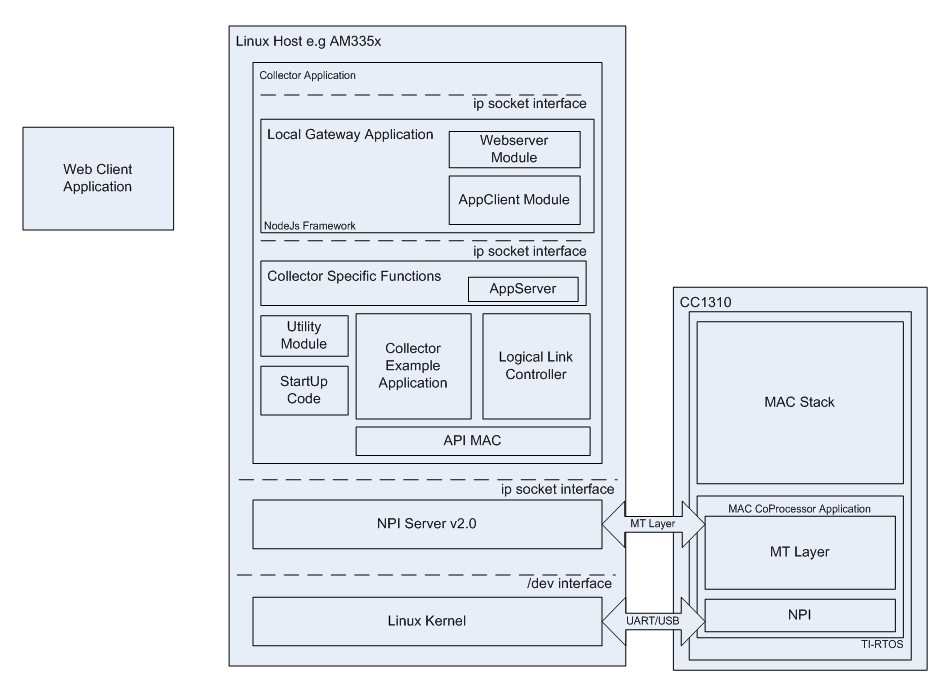 Linux Host e.g AM335x
Collector Application
ip socket interface
Local Gateway Application
Webserver
Module
AppClient Module
NodeJs Framework
Web Client
Application
ip socket interface
Collector Specific Functions
AppServer
Utility
Module
StartUp
Code
Collector
Example
Application
Logical Link
Controller
API MAC
ip socket interface
NPI Server v2.0
/dev interface
Linux Kernel
MT Layer
UART/USB
CC1310
MAC Stack
MAC CoProcessor Application
MT Layer
NPI
TI-RTOS